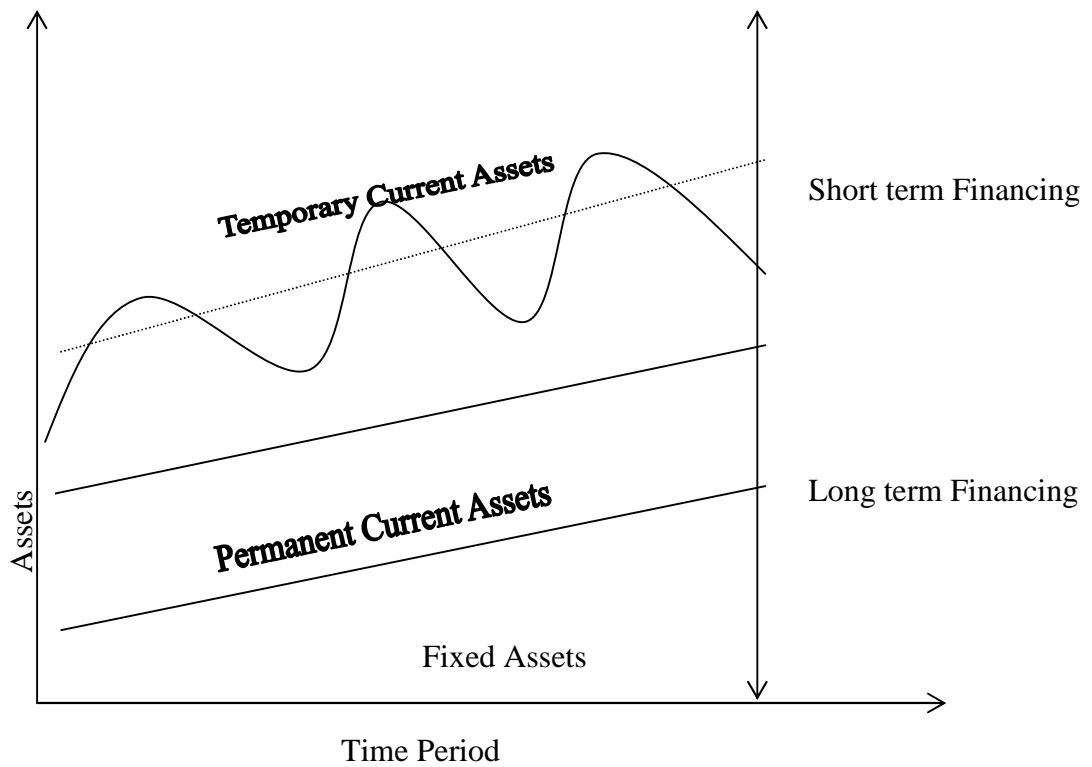 Temporary Current Assets
Short term Financing
Assets
Permanent Current Assets
Long term Financing
Fixed Assets
Time Period